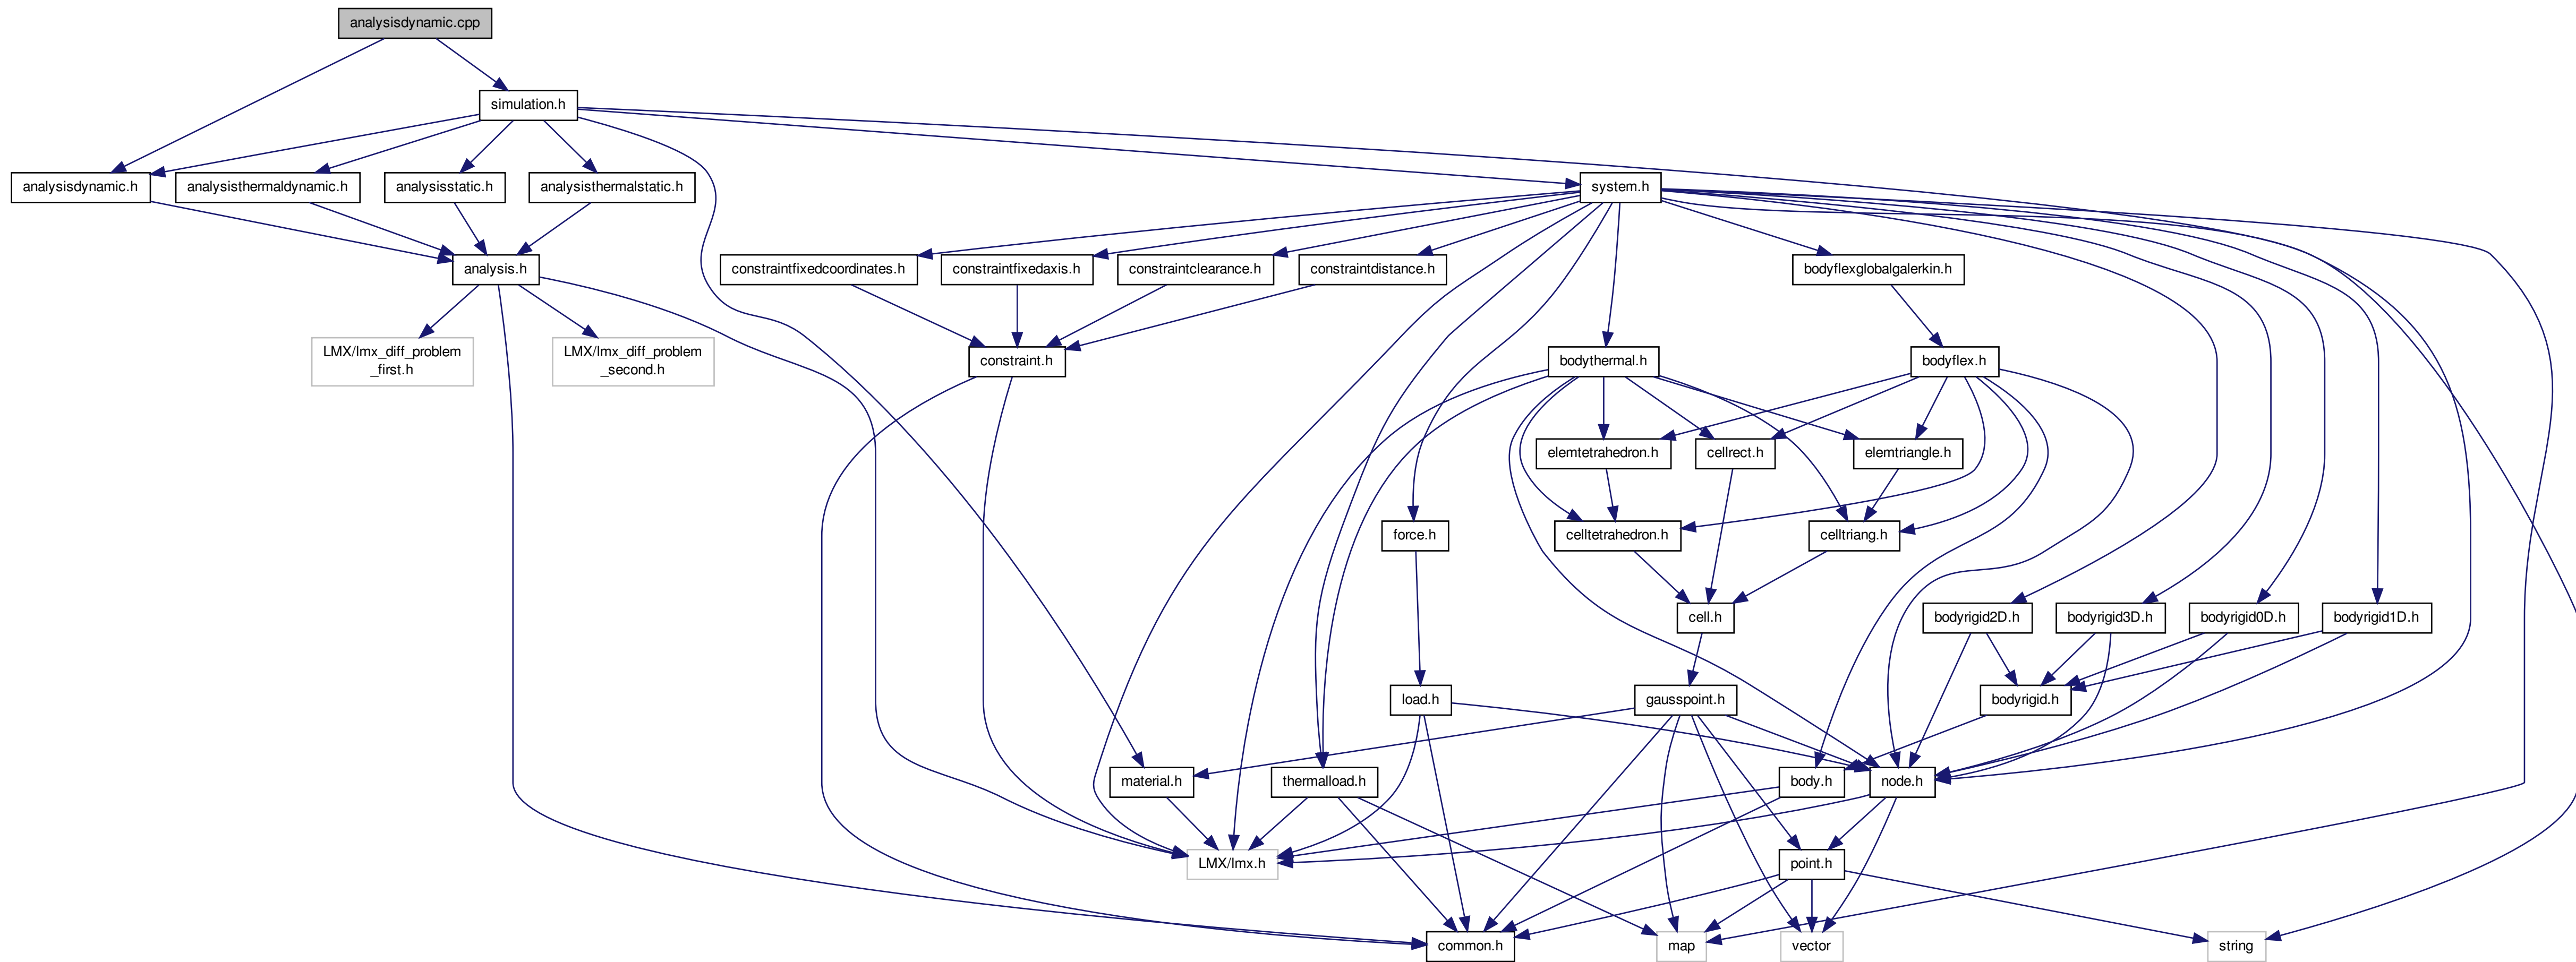 analysisdynamic.cpp
simulation.h
analysisdynamic.h
analysisthermaldynamic.h
analysisstatic.h
analysisthermalstatic.h
system.h
analysis.h
constraintfixedcoordinates.h
constraintfixedaxis.h
constraintclearance.h
constraintdistance.h
bodyflexglobalgalerkin.h
LMX/lmx_diff_problem
_first.h
LMX/lmx_diff_problem
_second.h
constraint.h
bodythermal.h
bodyflex.h
elemtetrahedron.h
cellrect.h
elemtriangle.h
force.h
celltetrahedron.h
celltriang.h
cell.h
bodyrigid2D.h
bodyrigid3D.h
bodyrigid0D.h
bodyrigid1D.h
load.h
gausspoint.h
bodyrigid.h
material.h
thermalload.h
body.h
node.h
LMX/lmx.h
point.h
common.h
map
vector
string